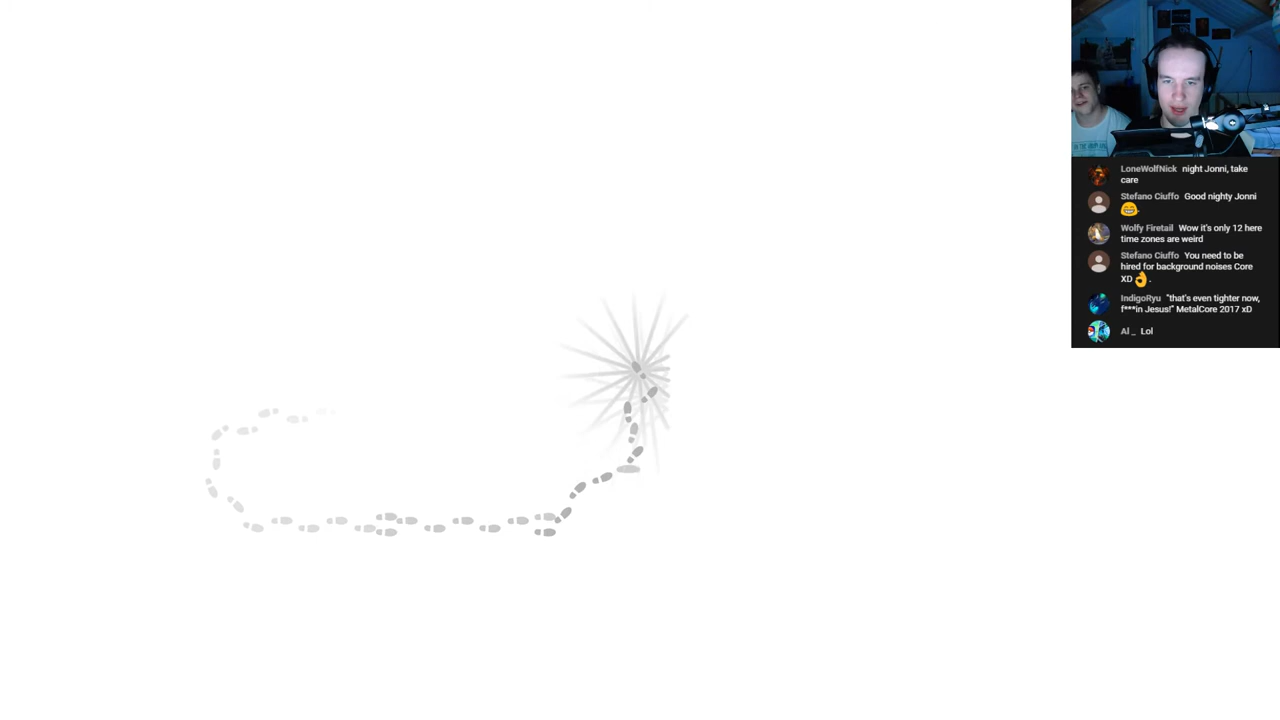 LoneWolfNick night Jonni, take
care
Stefano Ciuffo Good nighty Jonni
Wolfy Firetail Wow it's only 12 here
time zones are weird
Stefano Ciuffo You need to be
hired for background noises Core
XD 👌.
IndigoRyu "that's even tighter now,
f***in Jesus!" MetalCore 2017 xD
Al_ Lol